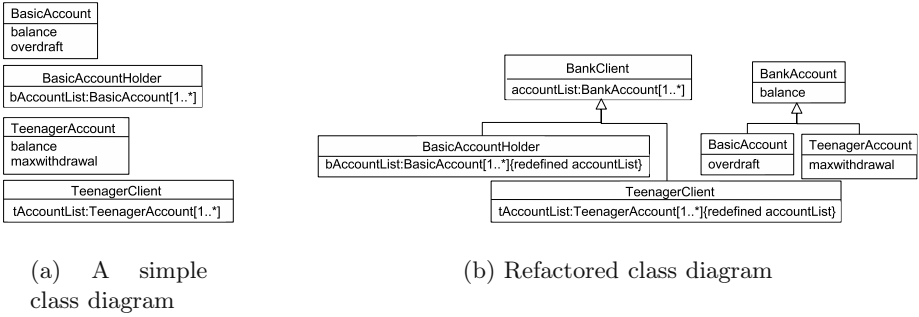 BasicAccount
balance
overdraft
BasicAccountHolder
bAccountList:BasicAccount[1..*]
TeenagerAccount
balance
maxwithdrawal
TeenagerClient
tAccountList:TeenagerAccount[1..*]
(a) A simple
class diagram
BankClient
accountList:BankAccount[1..*]
BankAccount
balance
BasicAccountHolder
bAccountList:BasicAccount[1..*]{redefined accountList}
BasicAccount
overdraft
TeenagerAccount
maxwithdrawal
TeenagerClient
tAccountList:TeenagerAccount[1..*]{redefined accountList}
(b) Refactored class diagram